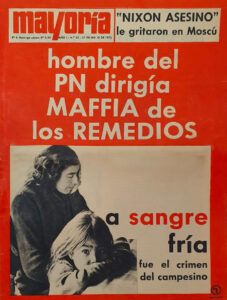 mayoría
"NIXON ASESINO"
le gritaron en Moscú
hombre del
PN dirigía
MAFFIA de
los REMEDIOS
a sangre
fría
fue el crimen
del campesino